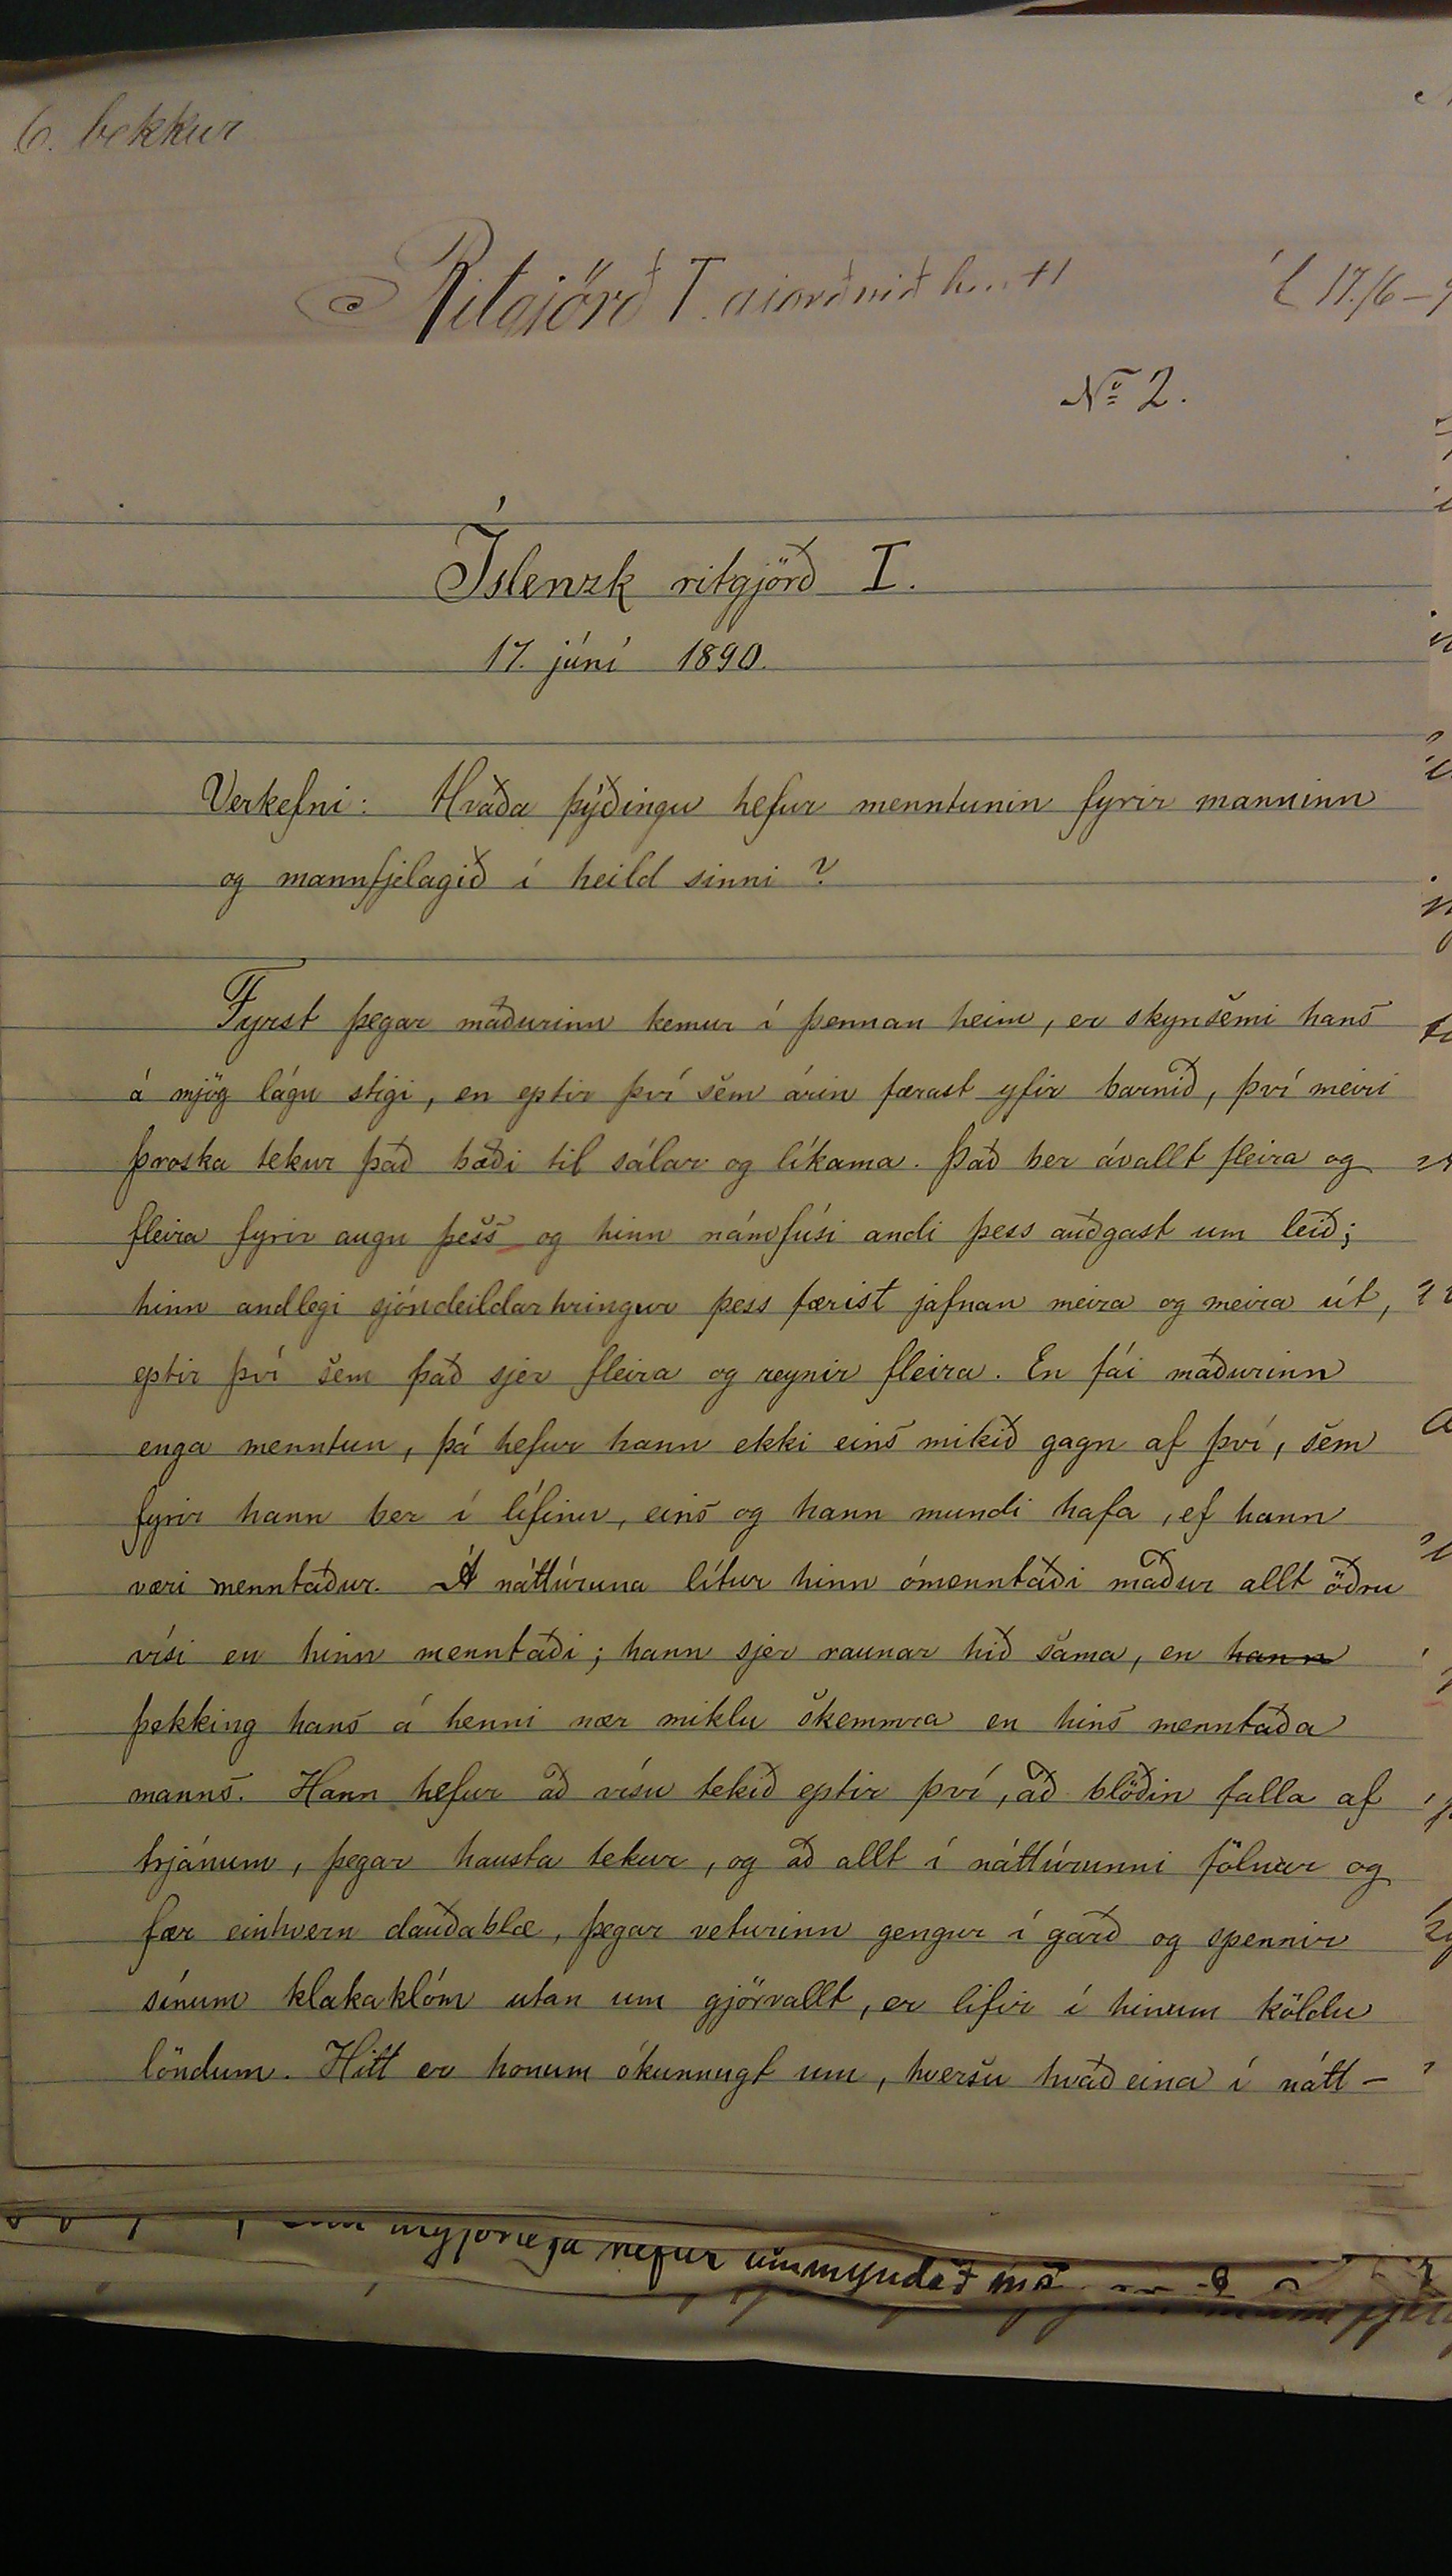 6. bekkur
Ritgjörð I.
17./6 – 9
No 2.
Íslenzk ritgjörð I.
17. júní 1890.
Verkefni: Hvaða þýðingu hefur menntunin fyrir manninn
og mannfjelagið í heild sinni?
Fyrst þegar maðurinn kemur í þennan heim, er skynsemi hans
á mjög lágu stigi, en eptir því sem árin færast yfir barnið, því meiri
þroska tekur það bæði til sálar og líkama. Það ber ávallt fleira og
fleira fyrir augu þess og hinn námfúsi andi þess auðgast um leið;
hinn andlegi sjóndeildarhringur þess færist jafnan meira og meira út,
eptir því sem það sjer fleira og reynir fleira. En fái maðurinn
enga menntun, þá hefur hann ekki eins mikið gagn af því, sem
fyrir hann ber í lífinu, eins og hann mundi hafa, ef hann
væri menntaður. Á náttúruna lítur hinn ómenntaði maður allt öðru
vísi en hinn menntaði; hann sjer raunar hið sama, en hann
þekking hans á henni nær miklu skemmra en hins menntaða
manns. Hann hefur að vísu tekið eptir því, að blöðin falla af
trjánum, þegar hausta tekur, og að allt í náttúrunni fölnar og
fær einhvern dauðablæ, þegar veturinn gengur í garð og spennir
sínum klakaklóm utan um gjörvallt, er lifir í hinum köldu
löndum. Hitt er honum ókunnugt um, hversu hvað eina í nátt-
hefur ummyndað